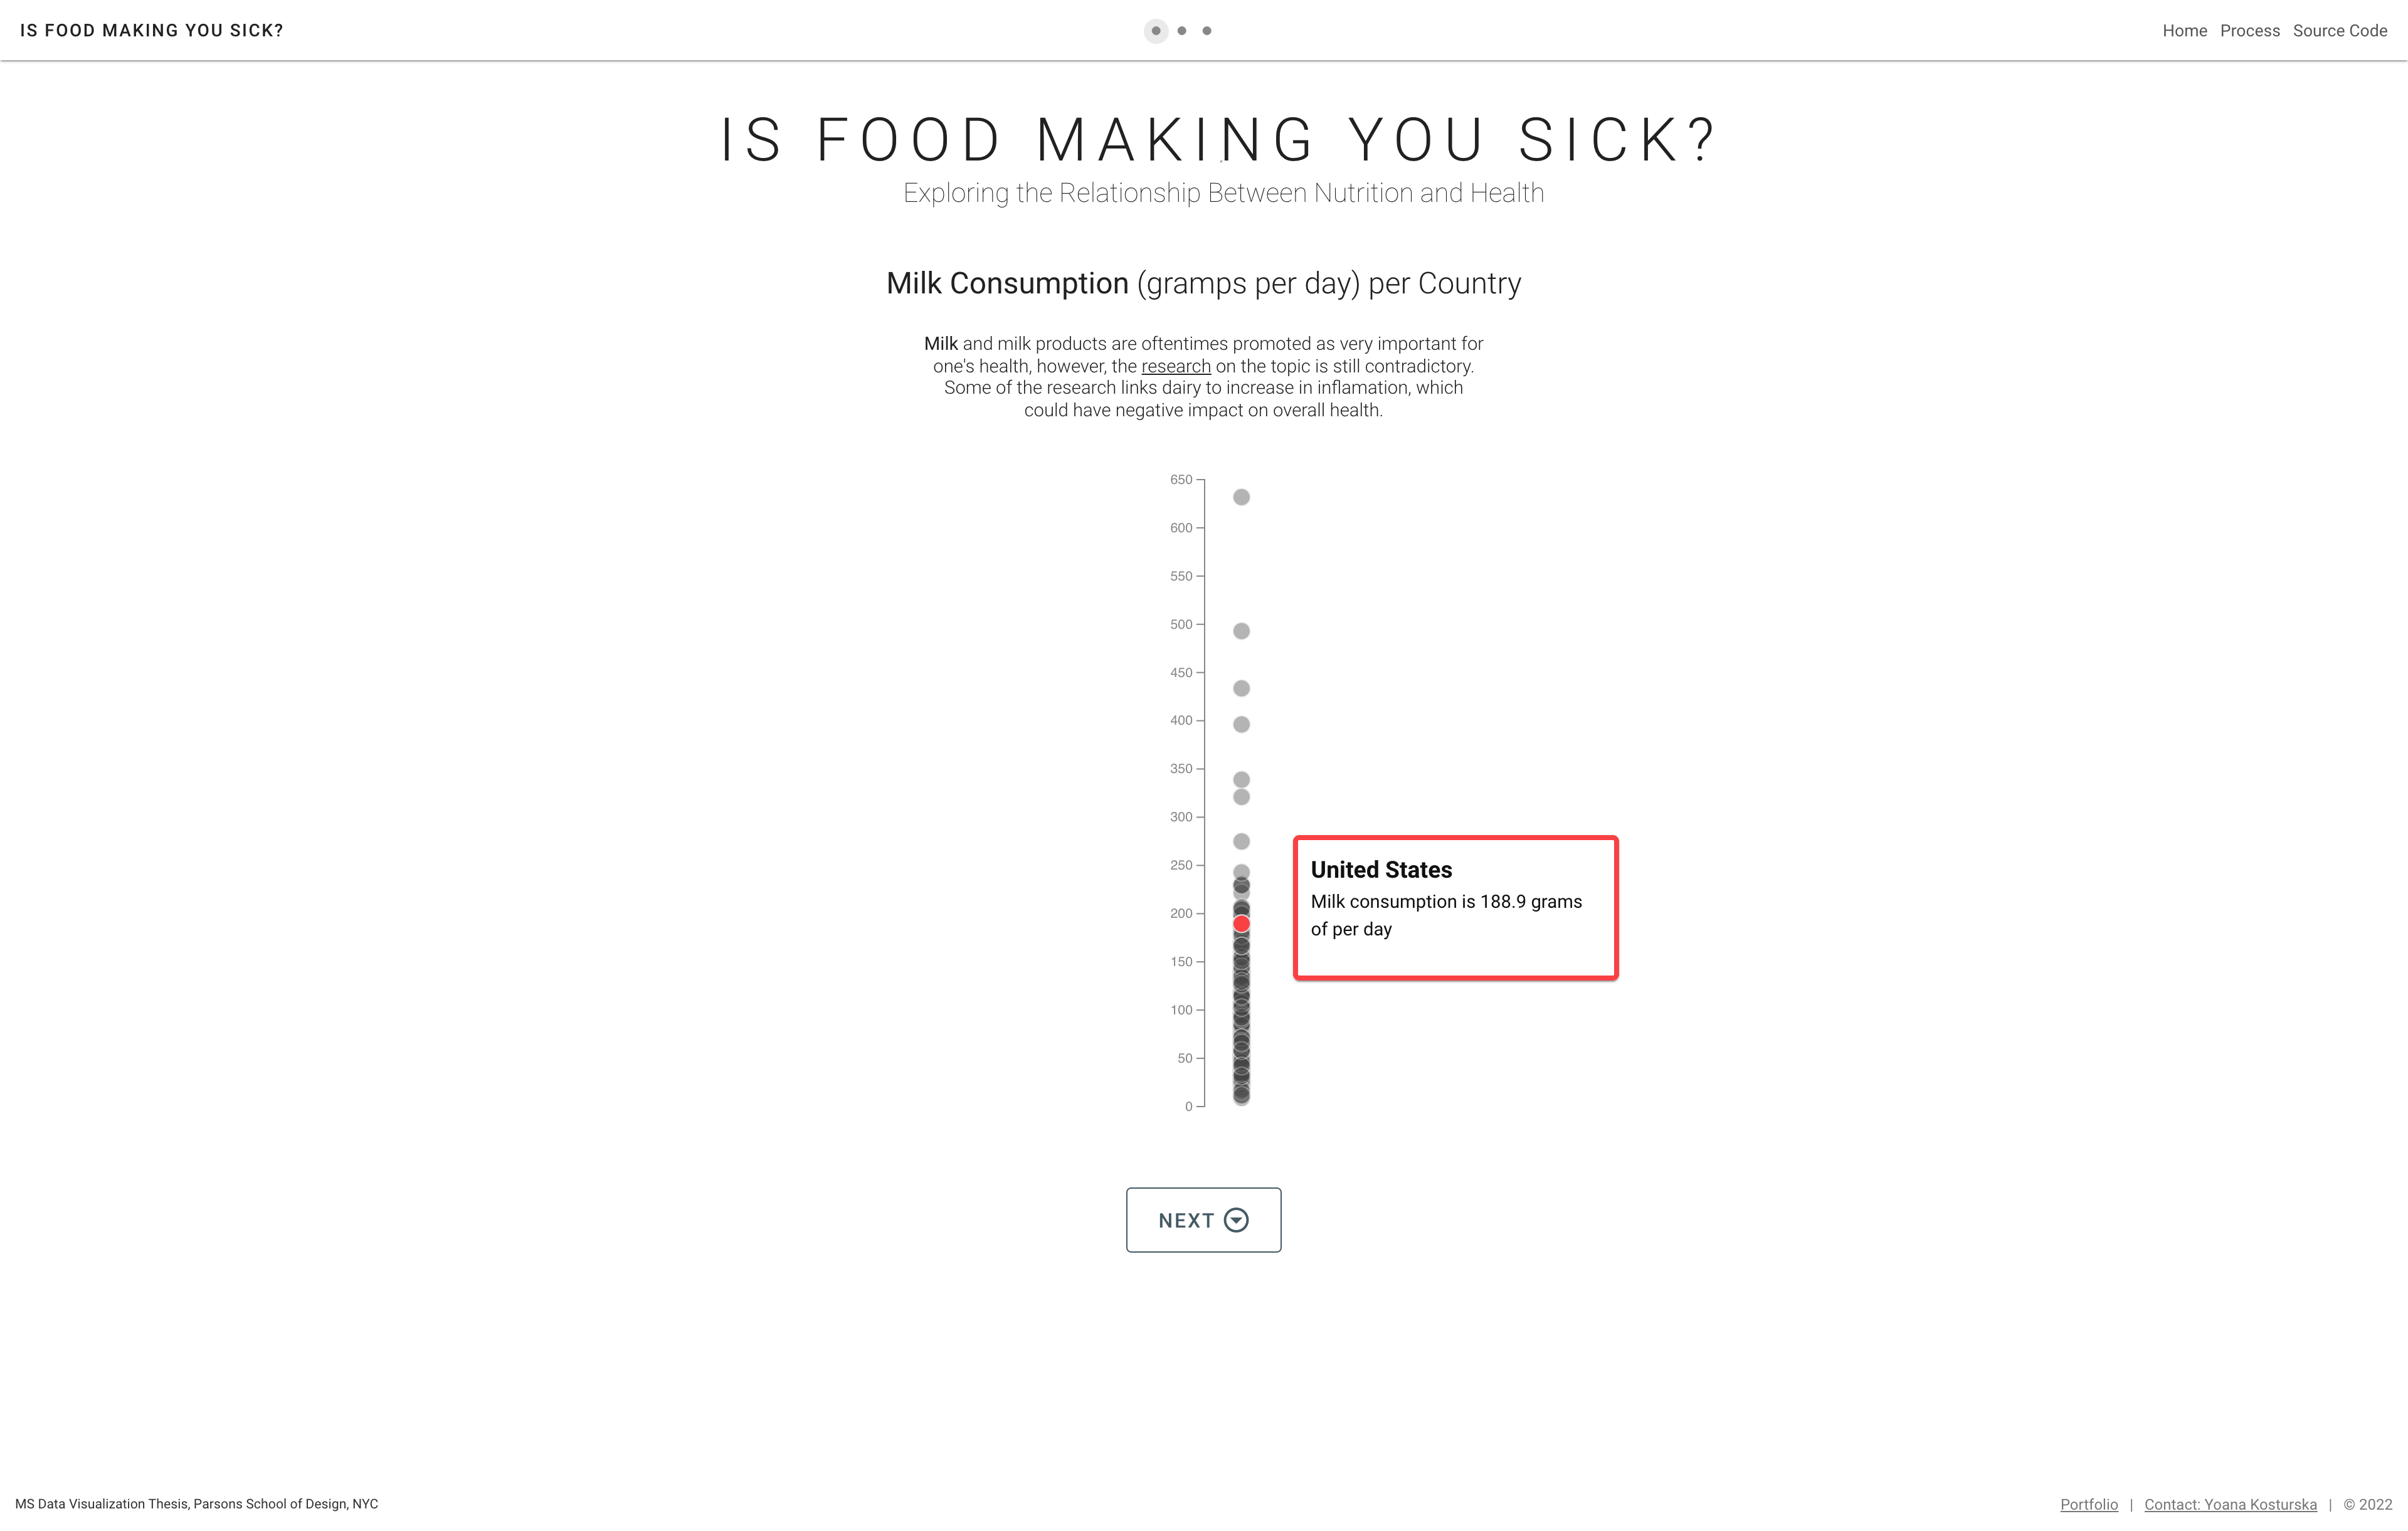 IS FOOD MAKING YOU SICK?
Home Process Source Code
IS FOOD MAKING YOU SICK?
Exploring the Relationship Between Nutrition and Health
Milk Consumption (gramps per day) per Country
Milk and milk products are oftentimes promoted as very important for
one's health, however, the research on the topic is still contradictory.
Some of the research links dairy to increase in inflamation, which
could have negative impact on overall health.
650
600
550
500
450
400
350
300
250
200
150
100
50
0
United States
Milk consumption is 188.9 grams
of per day
NEXT
MS Data Visualization Thesis, Parsons School of Design, NYC
Portfolio | Contact: Yoana Kosturska | © 2022